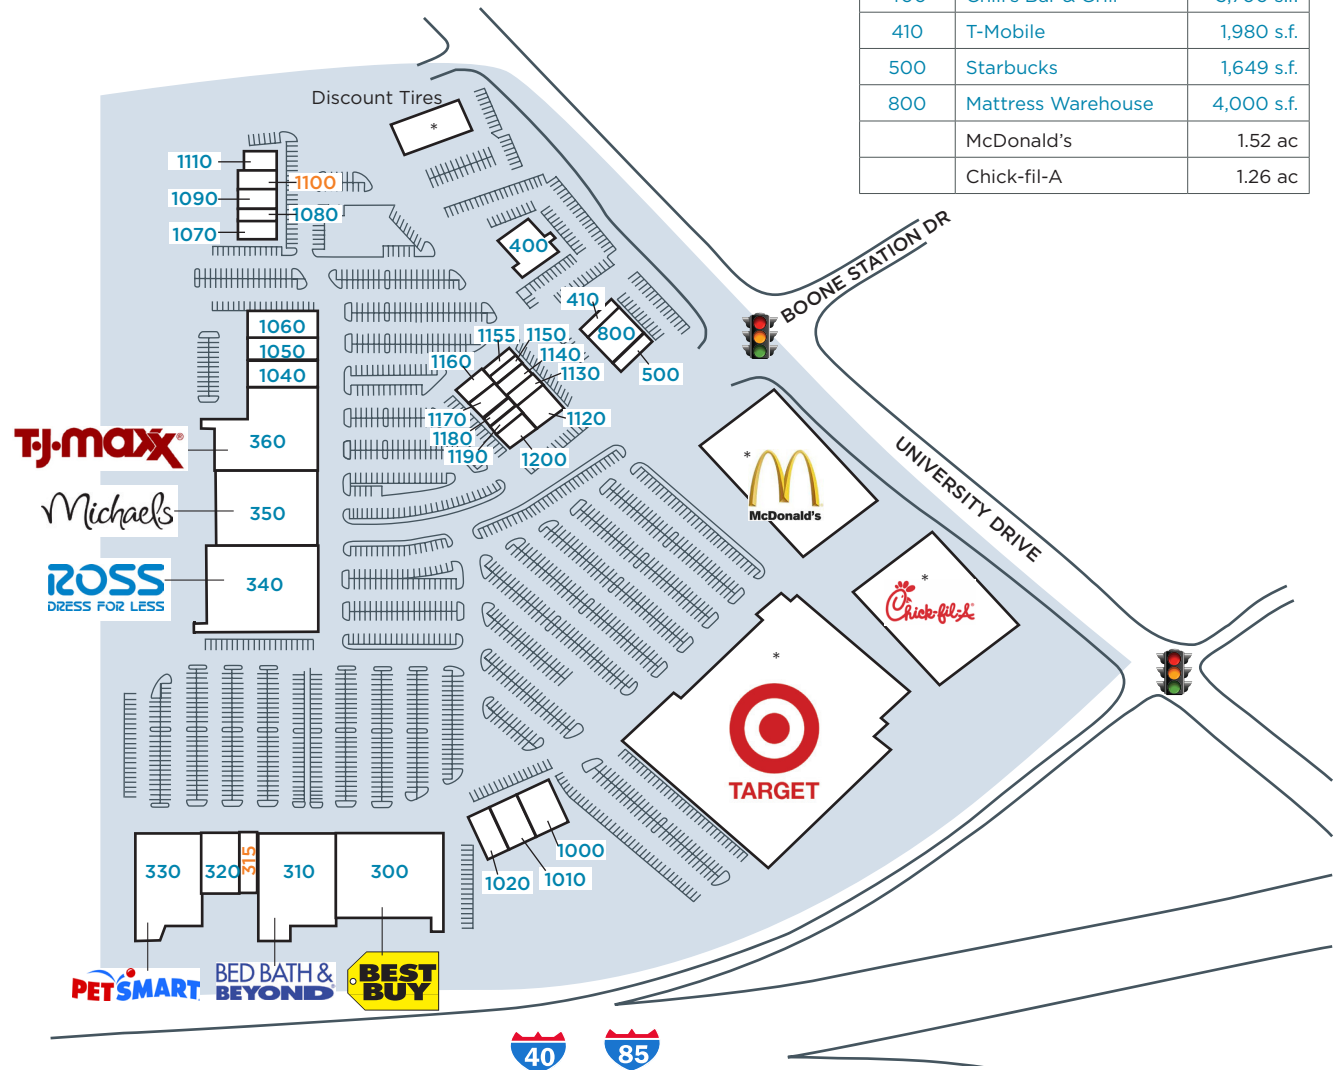 410 T-Mobile 1,980 s.f.
500 Starbucks 1,649 s.f.
800 Mattress Warehouse 4,000 s.f.
McDonald's 1.52 ac
Chick-fil-A 1.26 ac
Discount Tires
*
1110
1100
1090
1080
1070
400
BOONE STATION DR
410
800
500
1060
1050
1040
1155
1150
1140
1130
1160
1120
1170
1180
1190
1200
T·J·maxx®
360
Michaels
350
ROSS
DRESS FOR LESS
340
*
McDonald's
UNIVERSITY DRIVE
*
Chick-fil-A
*
TARGET
1000
1010
1020
330
320
315
310
300
PETSMART
BED BATH &
BEYOND
BEST
BUY
40
85